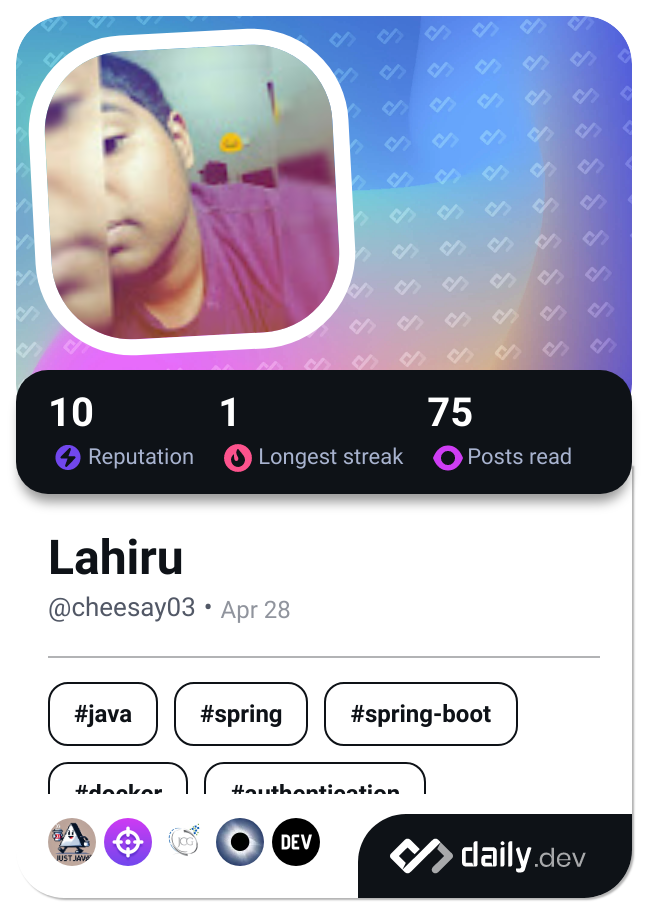 10 1 75
Reputation Longest streak Posts read
Lahiru
@cheesay03 • Apr 28
#java #spring #spring-boot
#docker #authentication
JUST JAVA JCG DEV
daily.dev